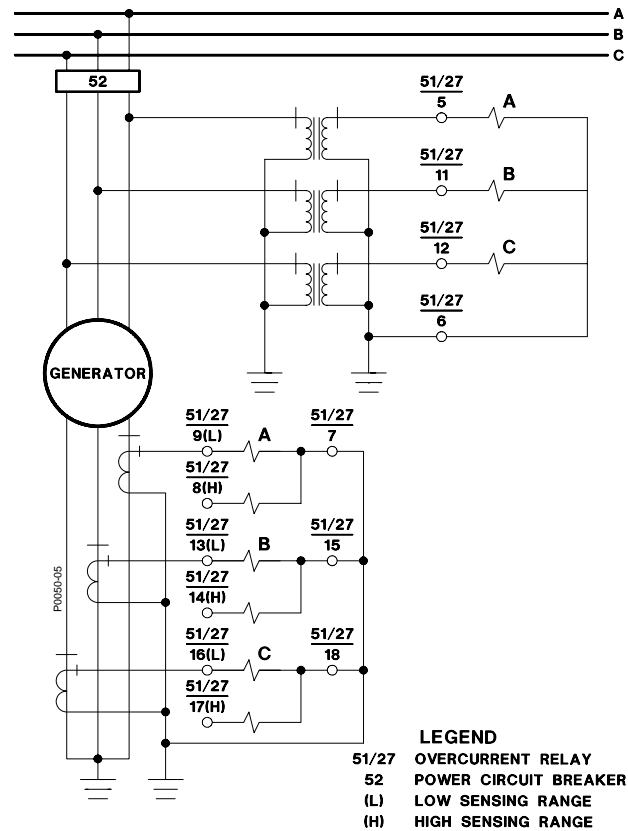 A
B
C
52
51/27
5
A
51/27
11
B
51/27
12
C
51/27
6
GENERATOR
51/27
9(L)
A
51/27
7
51/27
8(H)
51/27
13(L)
B
51/27
15
51/27
14(H)
P0050-05
51/27
16(L)
C
51/27
18
51/27
17(H)
LEGEND
51/27 OVERCURRENT RELAY
52 POWER CIRCUIT BREAKER
(L) LOW SENSING RANGE
(H) HIGH SENSING RANGE